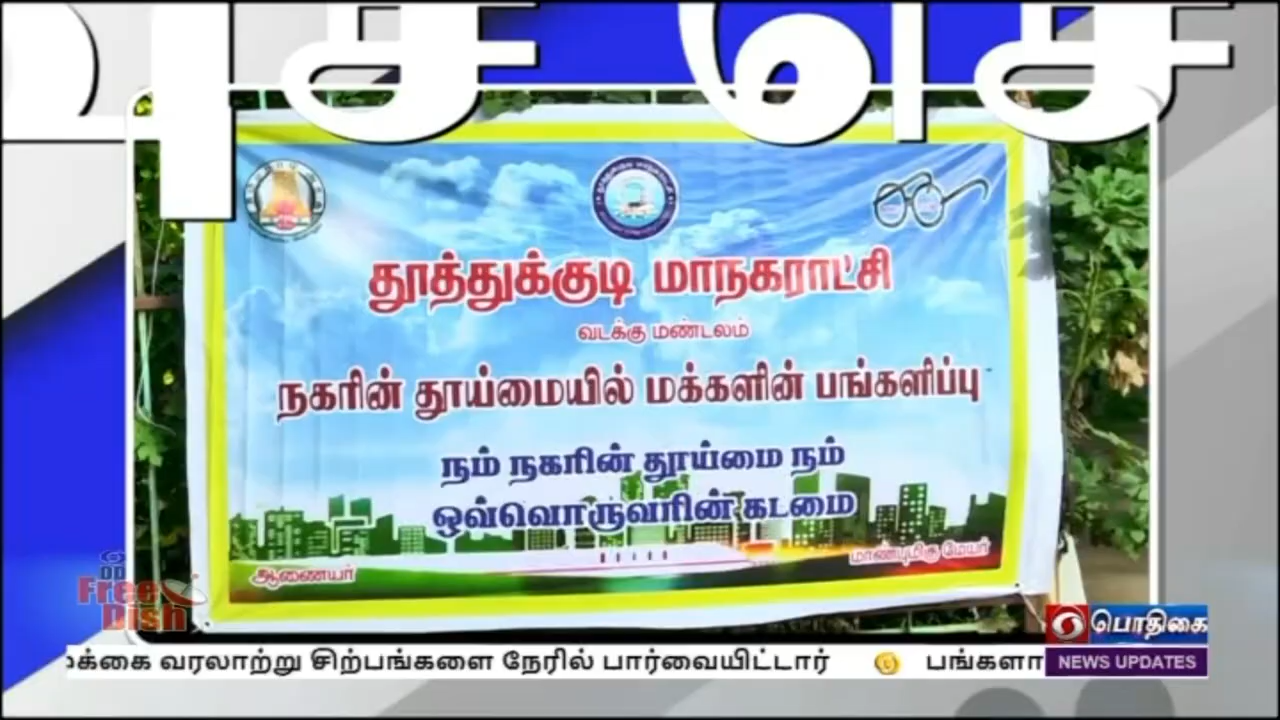 தூத்துக்குடி மாநகராட்சி
வடக்கு மண்டலம்
நகரின் தூய்மையில் மக்களின் பங்களிப்பு
நம் நகரின் தூய்மை நம்
ஒவ்வொருவரின் கடமை
ஆணையர்
மாண்புமிகு மேயர்
DD
Free
Dish
பொதிகை
வரலாற்று சிற்பங்களை நேரில் பார்வையிட்டார்
NEWS UPDATES